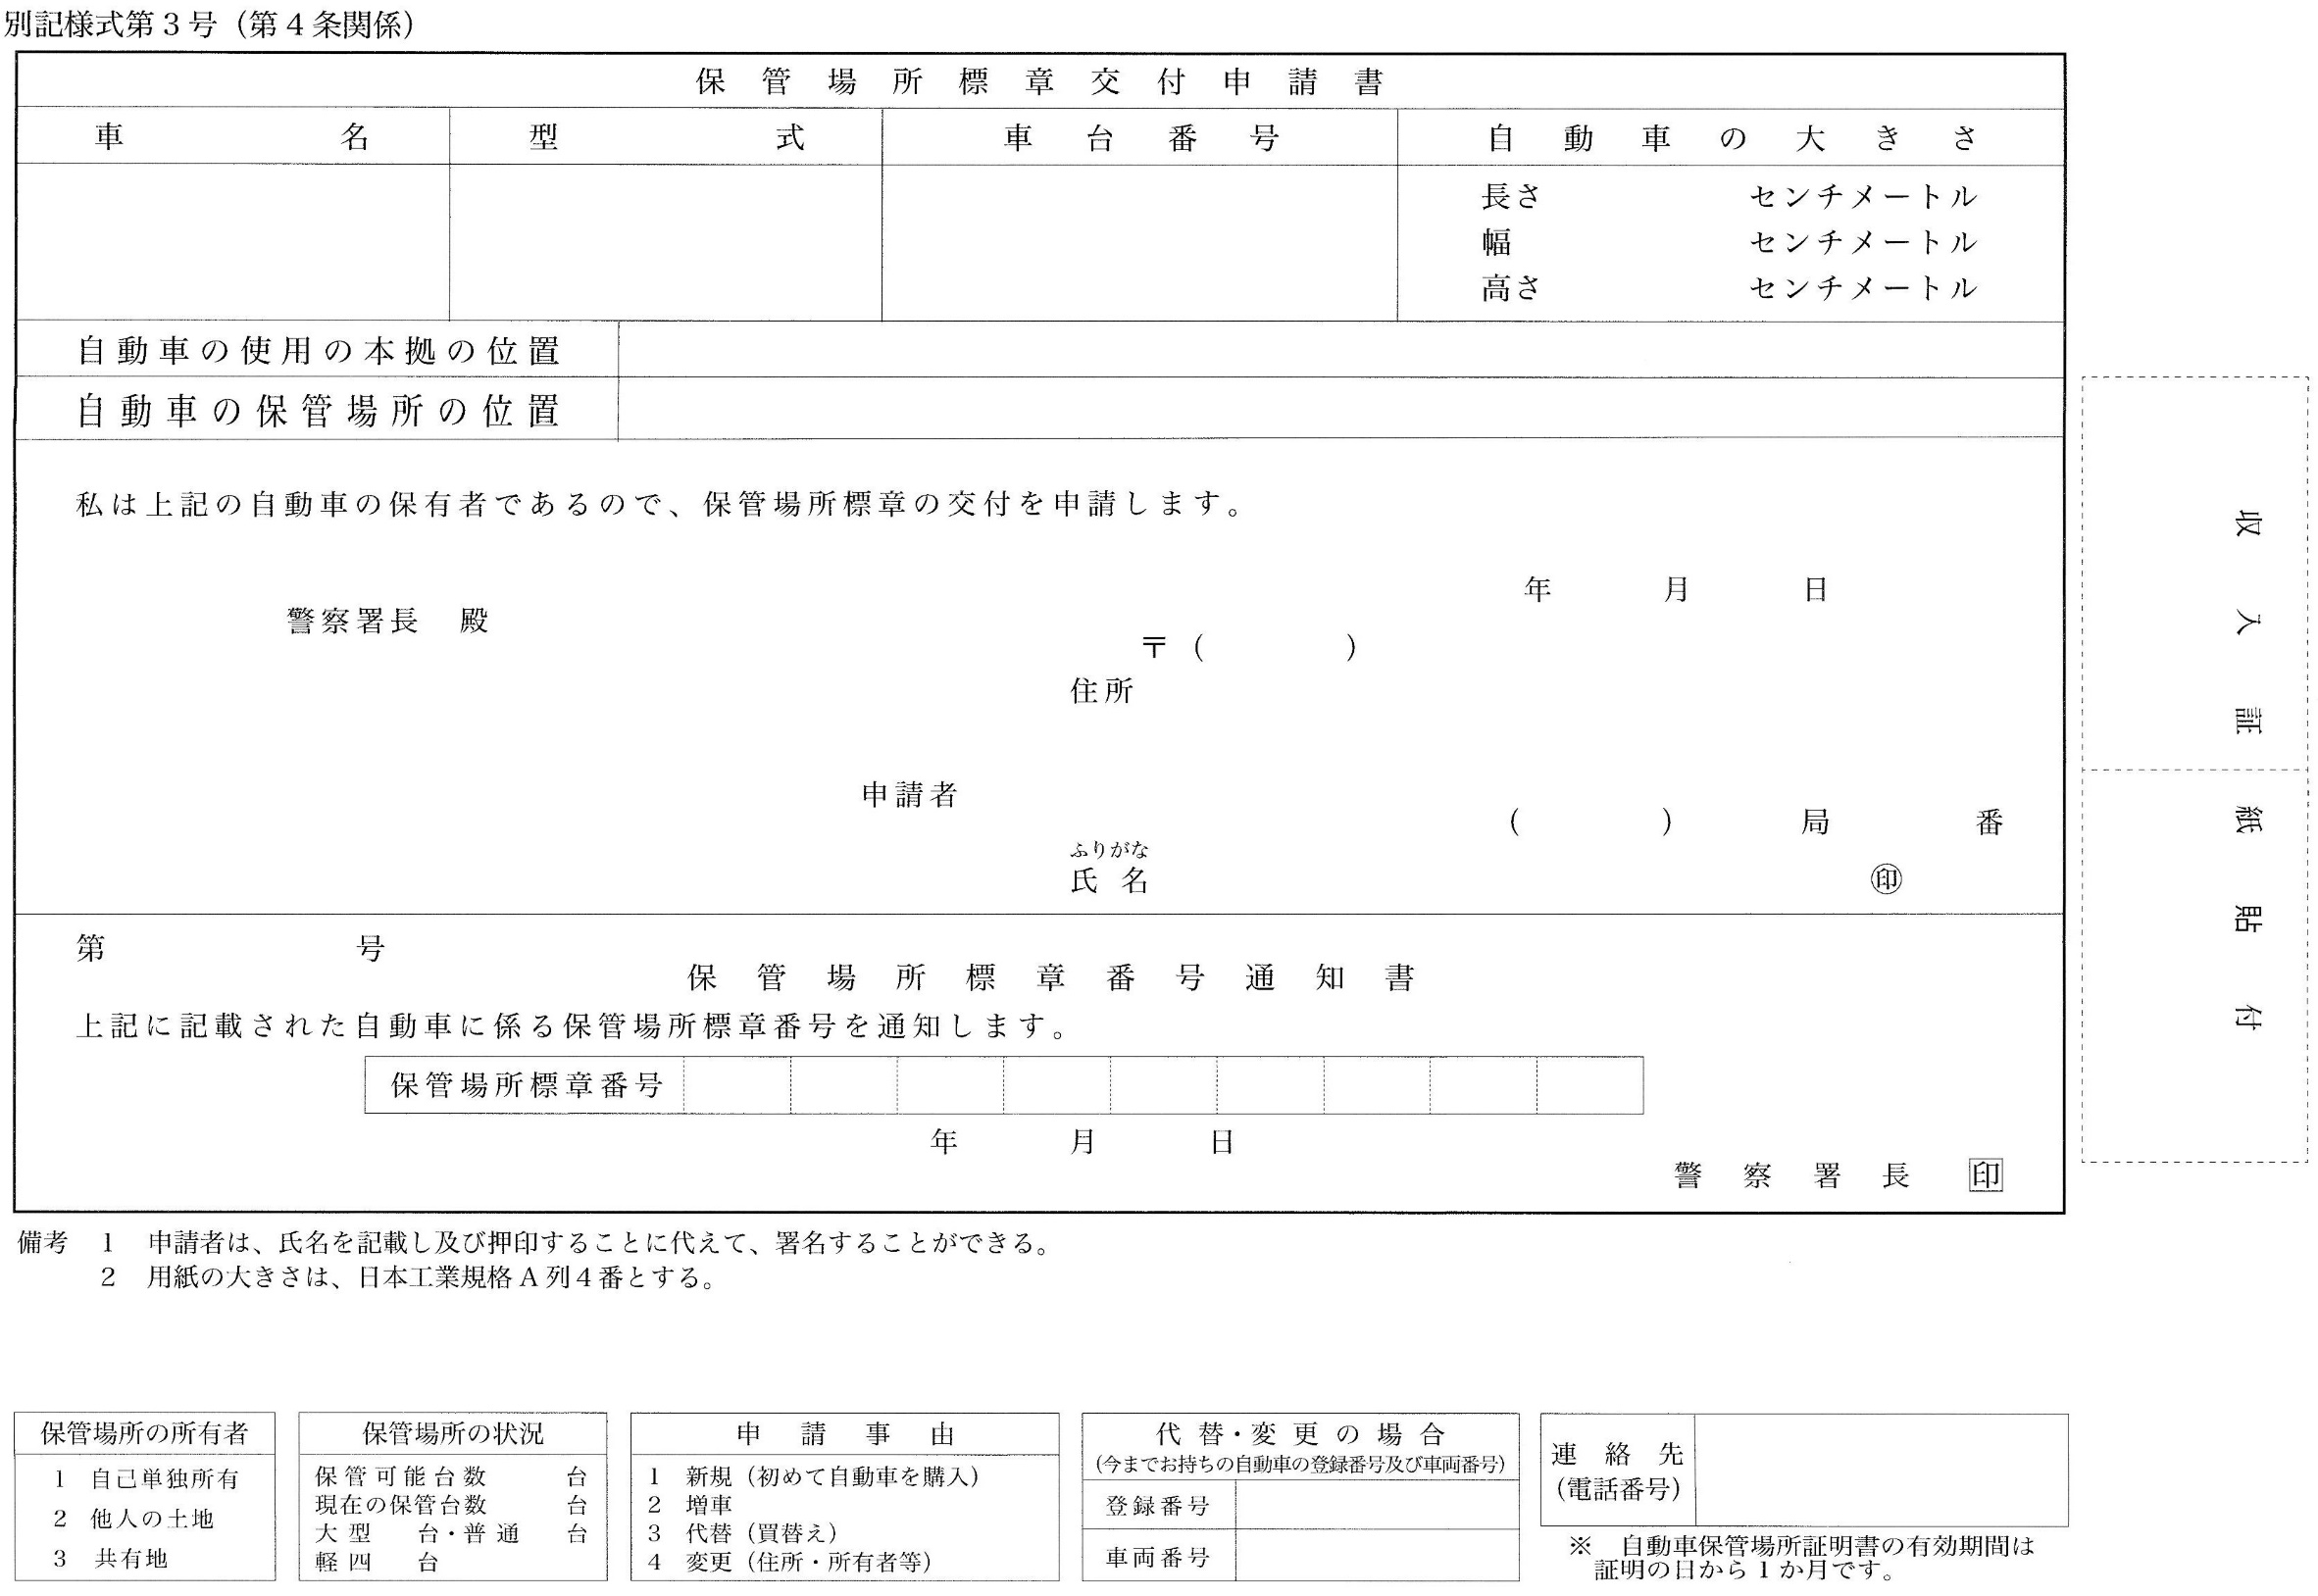 別記様式第3号（第4条関係）
保管場所標章交付申請書
車名 型式 車台番号 自動車の大きさ
長さ センチメートル
幅 センチメートル
高さ センチメートル
自動車の使用の本拠の位置
自動車の保管場所の位置
私は上記の自動車の保有者であるので、保管場所標章の交付を申請します。
年 月 日
警察署長 殿
〒（ ）
住所
申請者
（ ） 局 番
ふりがな
氏名 ㊞
第 号
保管場所標章番号通知書
上記に記載された自動車に係る保管場所標章番号を通知します。
保管場所標章番号
年 月 日
警察署長 印
収入証紙貼付
備考 1 申請者は、氏名を記載し及び押印することに代えて、署名することができる。
2 用紙の大きさは、日本工業規格A列4番とする。
保管場所の所有者
1 自己単独所有
2 他人の土地
3 共有地
保管場所の状況
保管可能台数 台
現在の保管台数 台
大型 台・普通 台
軽四 台
申請事由
1 新規（初めて自動車を購入）
2 増車
3 代替（買替え）
4 変更（住所・所有者等）
代替・変更の場合
（今までお持ちの自動車の登録番号及び車両番号）
登録番号
車両番号
連絡先
（電話番号）
※ 自動車保管場所証明書の有効期間は
証明の日から1か月です。